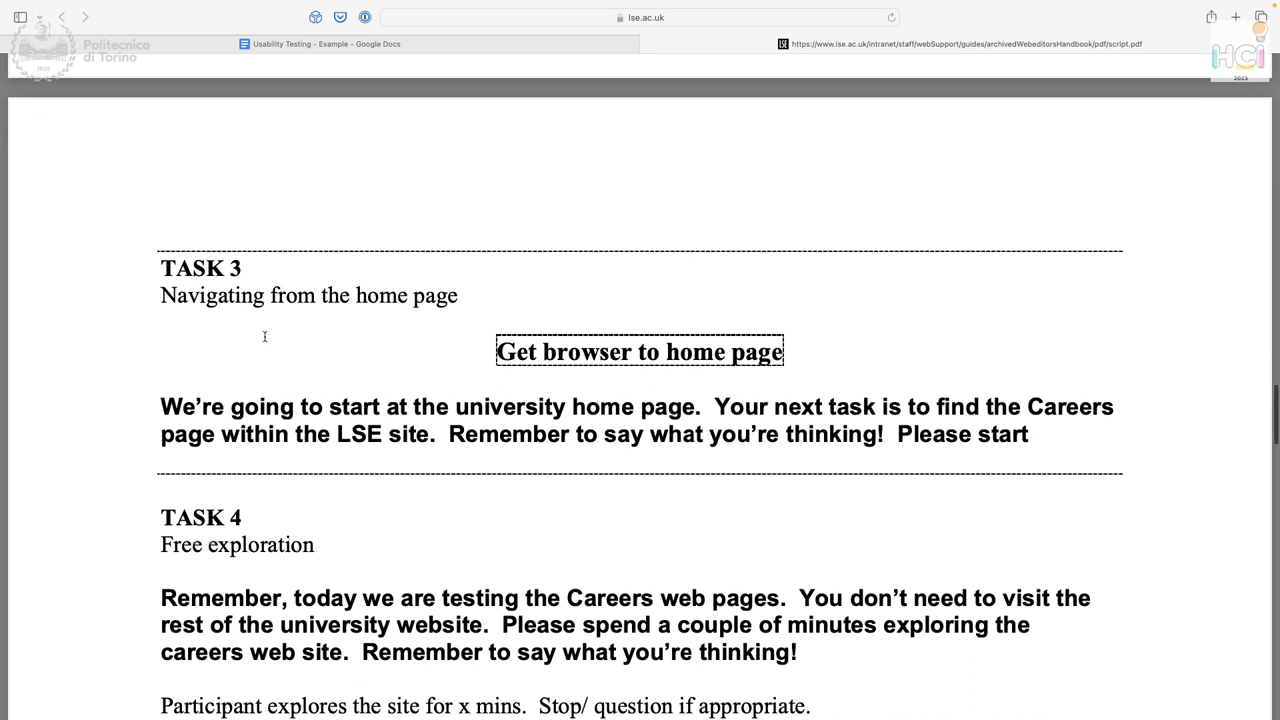 lse.ac.uk
Politecnico
di Torino
1859
Usability Testing - Example - Google Docs
LSE
https://www.lse.ac.uk/intranet/staff/webSupport/guides/archivedWebeditorsHandbook/pdf/script.pdf
HCI
2023
TASK 3
Navigating from the home page
Get browser to home page
We’re going to start at the university home page. Your next task is to find the Careers
page within the LSE site. Remember to say what you’re thinking! Please start
TASK 4
Free exploration
Remember, today we are testing the Careers web pages. You don’t need to visit the
rest of the university website. Please spend a couple of minutes exploring the
careers web site. Remember to say what you’re thinking!
Participant explores the site for x mins. Stop/ question if appropriate.